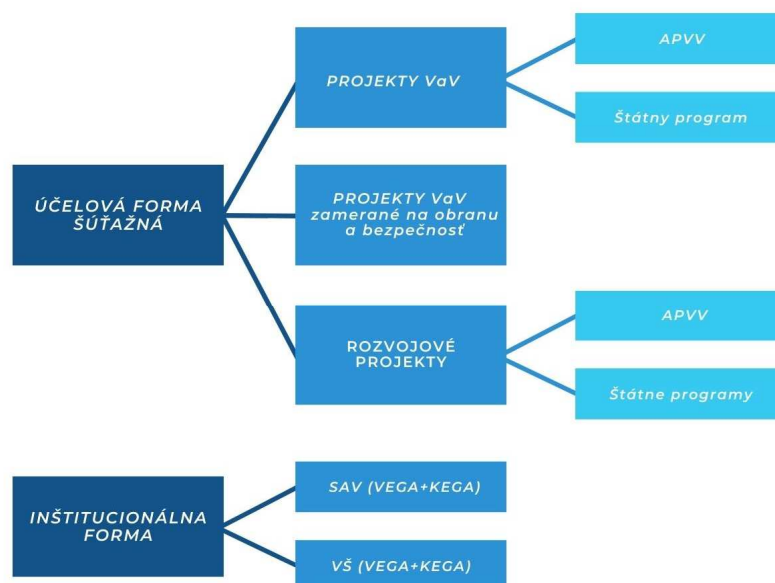 PROJEKTY VaV
APVV
Štátny program
ÚČELOVÁ FORMA
ŠÚŤAŽNÁ
PROJEKTY VaV
zamerané na obranu
a bezpečnosť
ROZVOJOVÉ
PROJEKTY
APVV
Štátne programy
INŠTITUCIONÁLNA
FORMA
SAV (VEGA+KEGA)
VŠ (VEGA+KEGA)